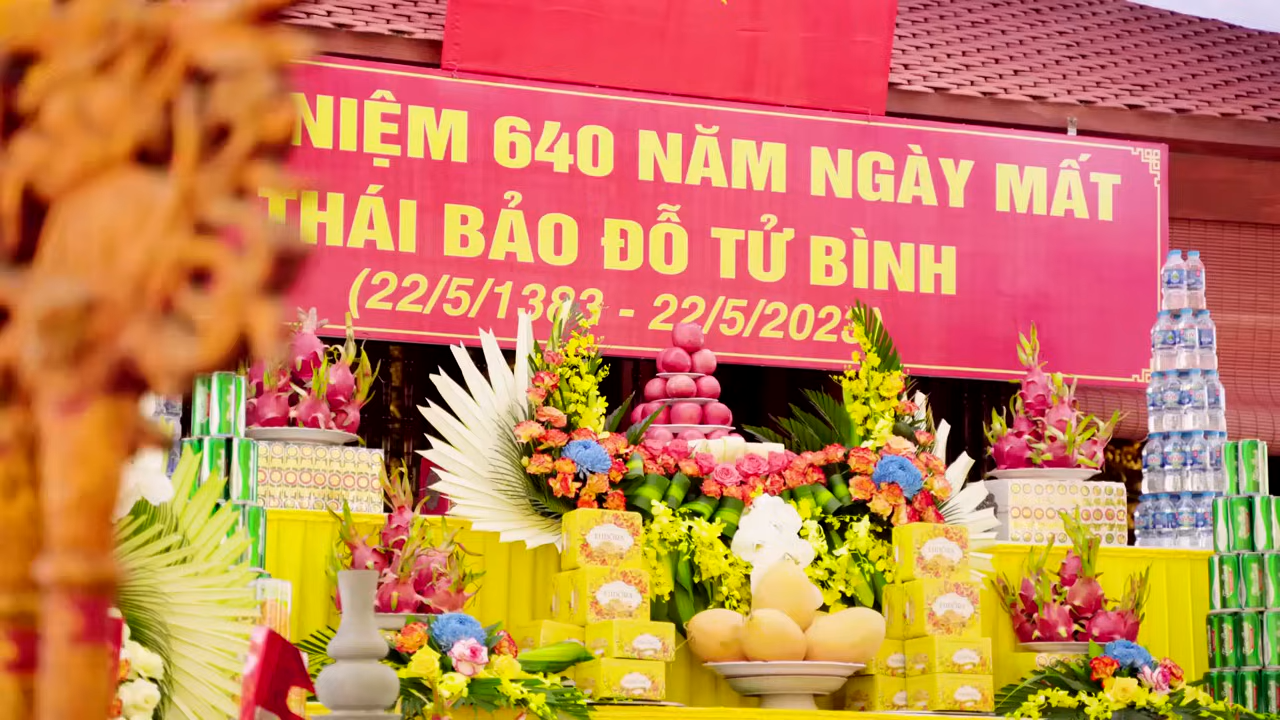 NIỆM 640 NĂM NGÀY MẤT
THÁI BẢO ĐỖ TỬ BÌNH
(22/5/1383 - 22/5/2023)